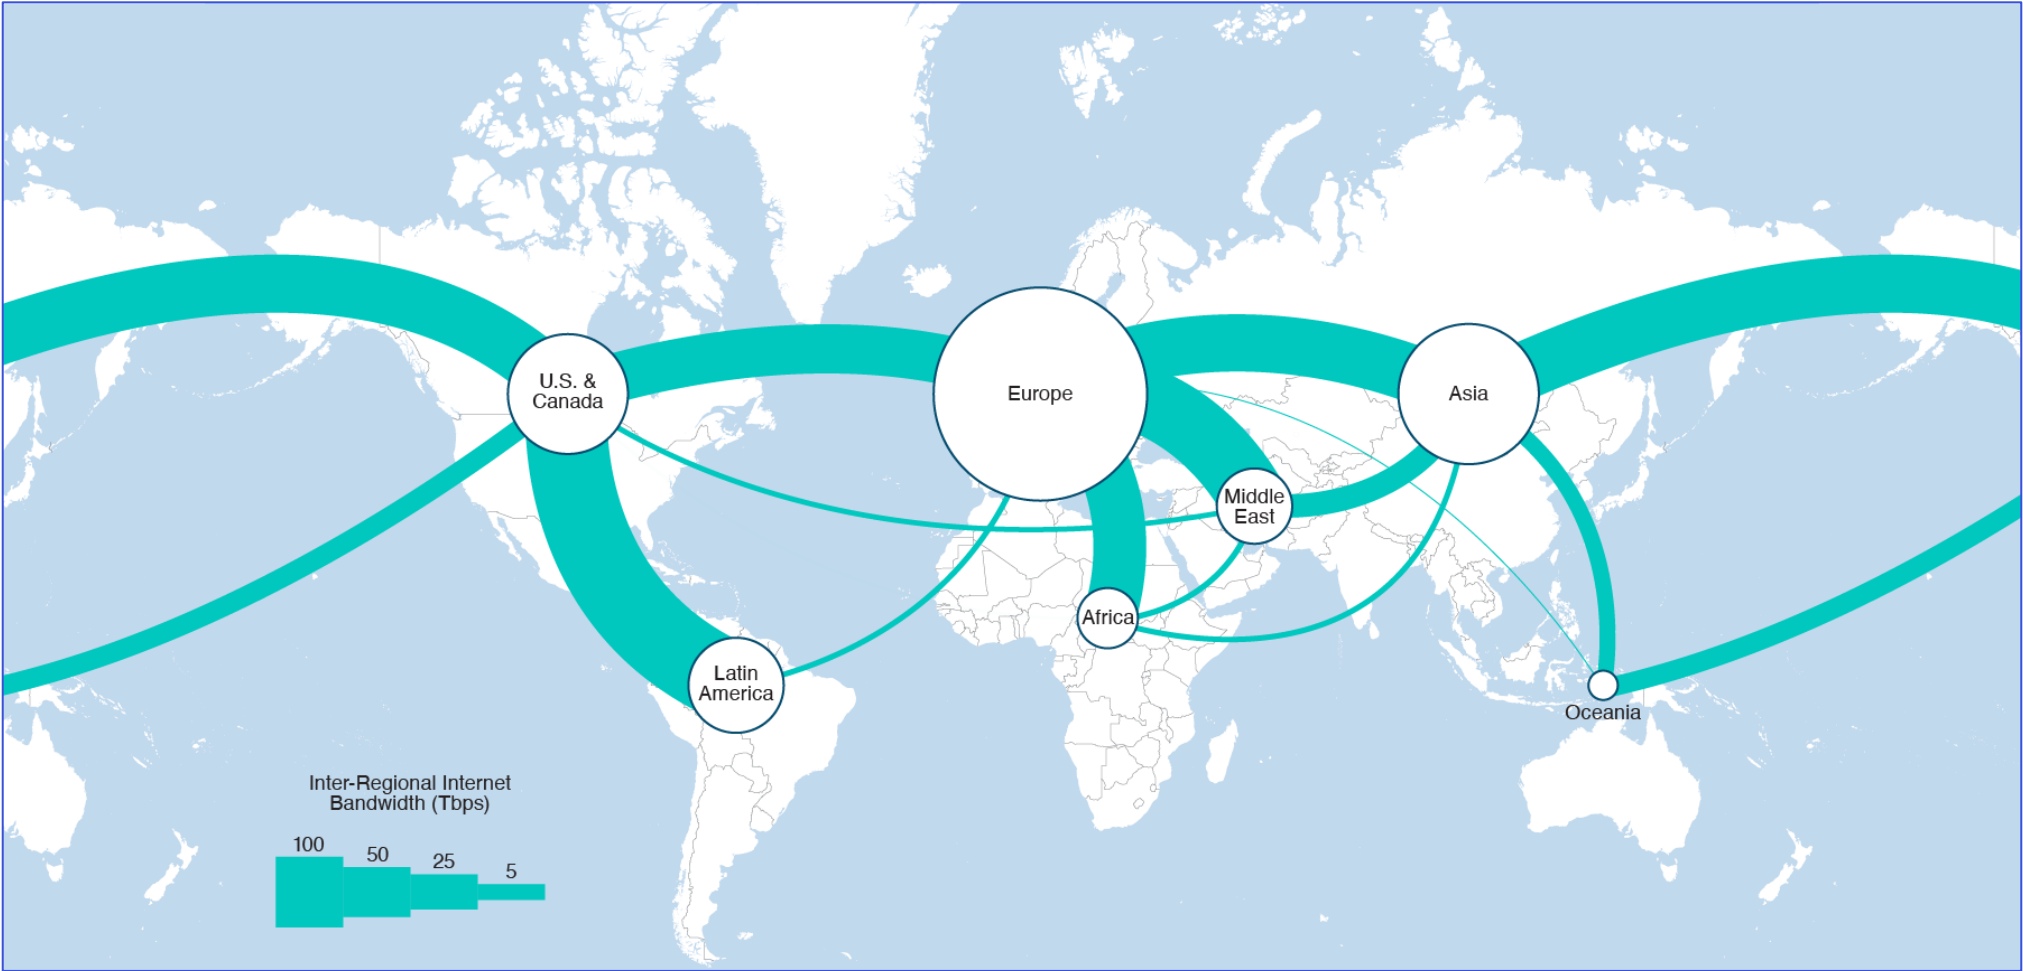 U.S. &
Canada
Europe
Asia
Middle
East
Africa
Latin
America
Oceania
Inter-Regional Internet
Bandwidth (Tbps)
100
50
25
5